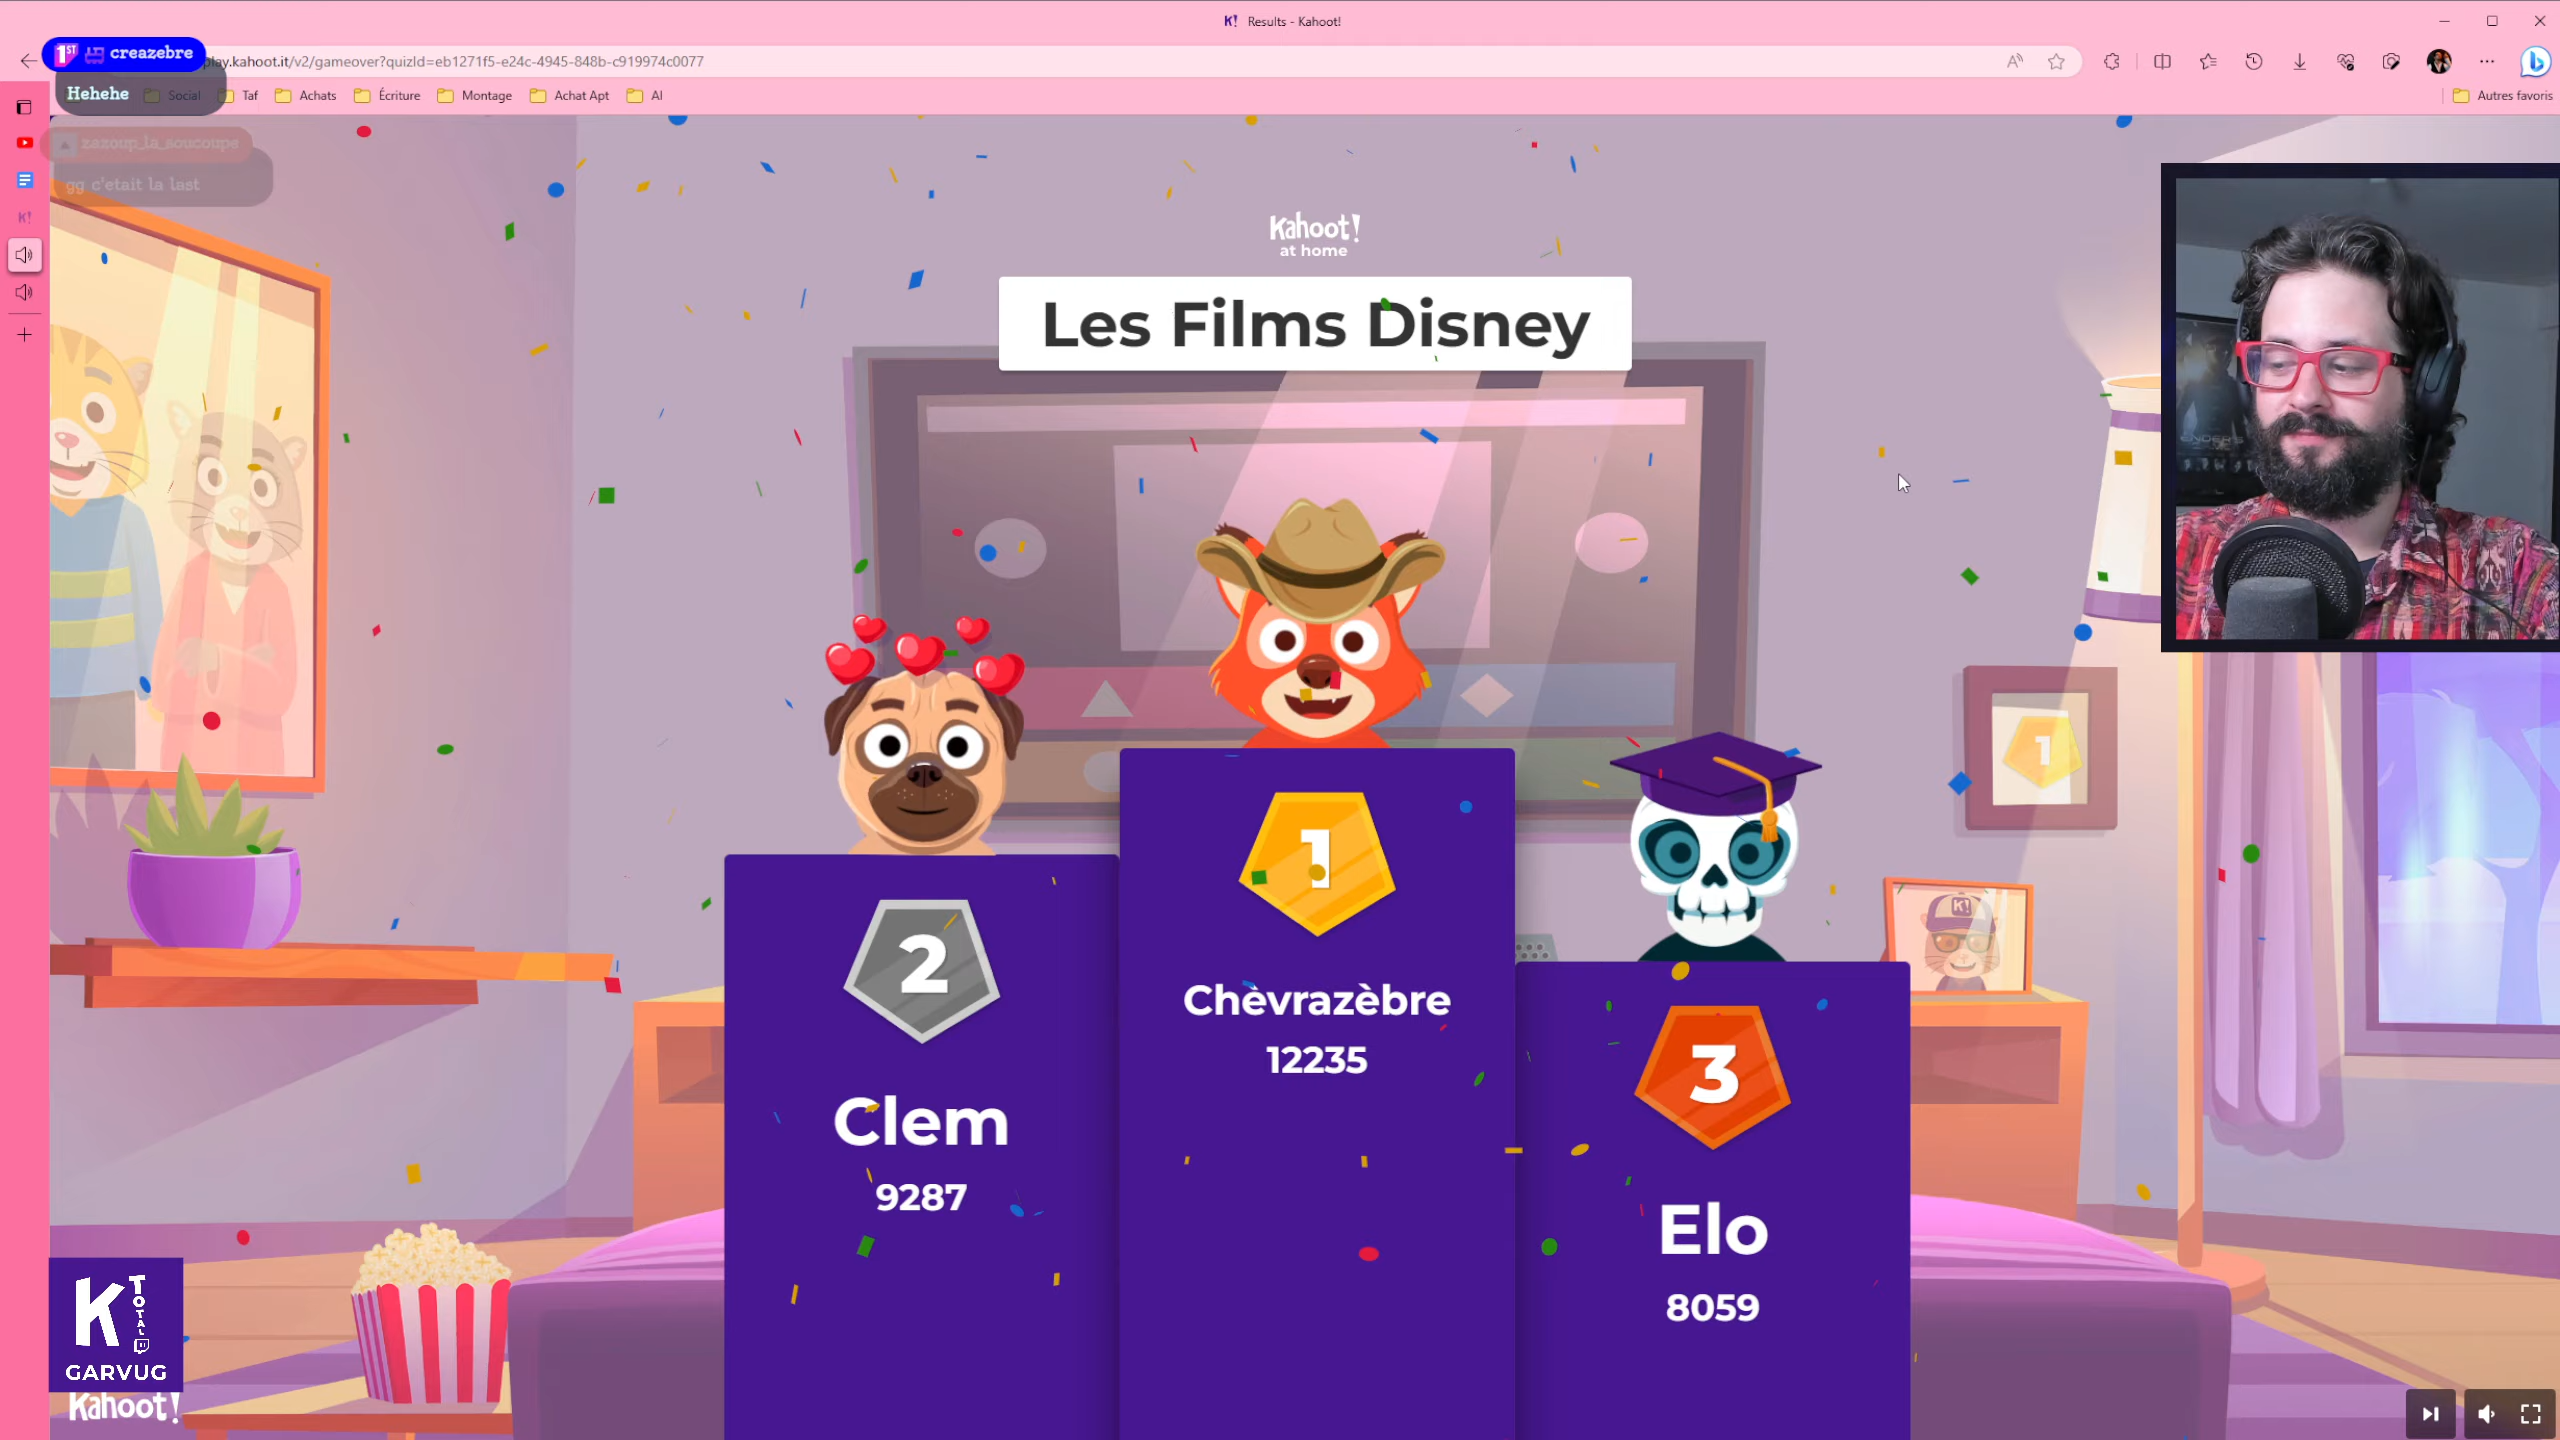 K! Results - Kahoot!
1ST creazebre
play.kahoot.it/v2/gameover?quizId=eb1271f5-e24c-4945-848b-c919974c0077
Hehehe
Social
Taf
Achats
Écriture
Montage
Achat Apt
AI
Autres favoris
zazoup_la_soucoupe
gg c'etait la last
K!
Kahoot!
at home
Les Films Disney
1
1
2
Chèvrazèbre
12235
3
Clem
9287
Elo
8059
K!
K TOTAL
GARVUG
Kahoot!